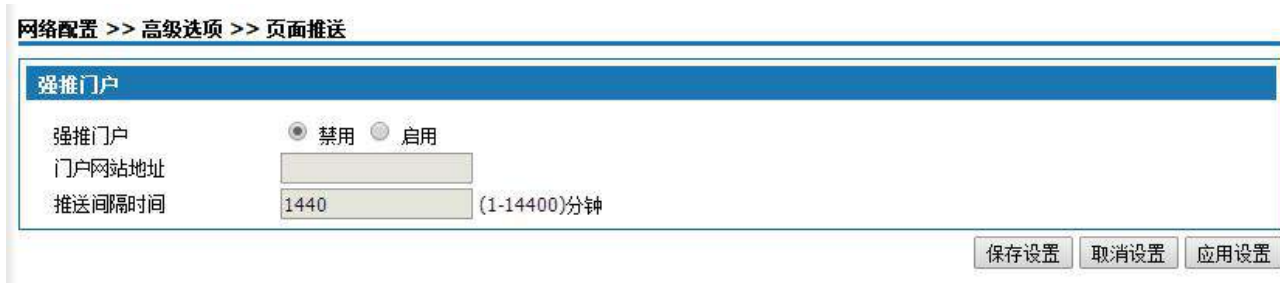 网络配置 >> 高级选项 >> 页面推送
强推门户
强推门户 禁用 启用
门户网站地址
推送间隔时间 1440 (1-14400)分钟
保存设置 取消设置 应用设置